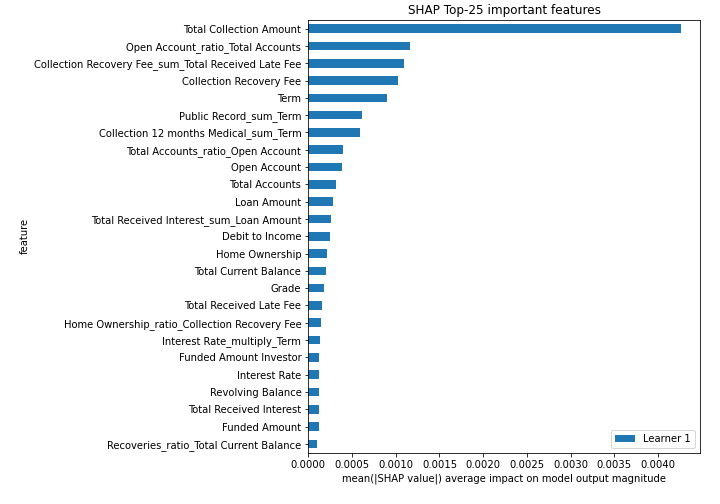 SHAP Top-25 important features
Total Collection Amount
Open Account_ratio_Total Accounts
Collection Recovery Fee_sum_Total Received Late Fee
Collection Recovery Fee
Term
Public Record_sum_Term
Collection 12 months Medical_sum_Term
Total Accounts_ratio_Open Account
Open Account
Total Accounts
Loan Amount
Total Received Interest_sum_Loan Amount
Debit to Income
Home Ownership
Total Current Balance
Grade
Total Received Late Fee
Home Ownership_ratio_Collection Recovery Fee
Interest Rate_multiply_Term
Funded Amount Investor
Interest Rate
Revolving Balance
Total Received Interest
Funded Amount
Recoveries_ratio_Total Current Balance
feature
Learner 1
0.0000 0.0005 0.0010 0.0015 0.0020 0.0025 0.0030 0.0035 0.0040
mean(|SHAP value|) average impact on model output magnitude